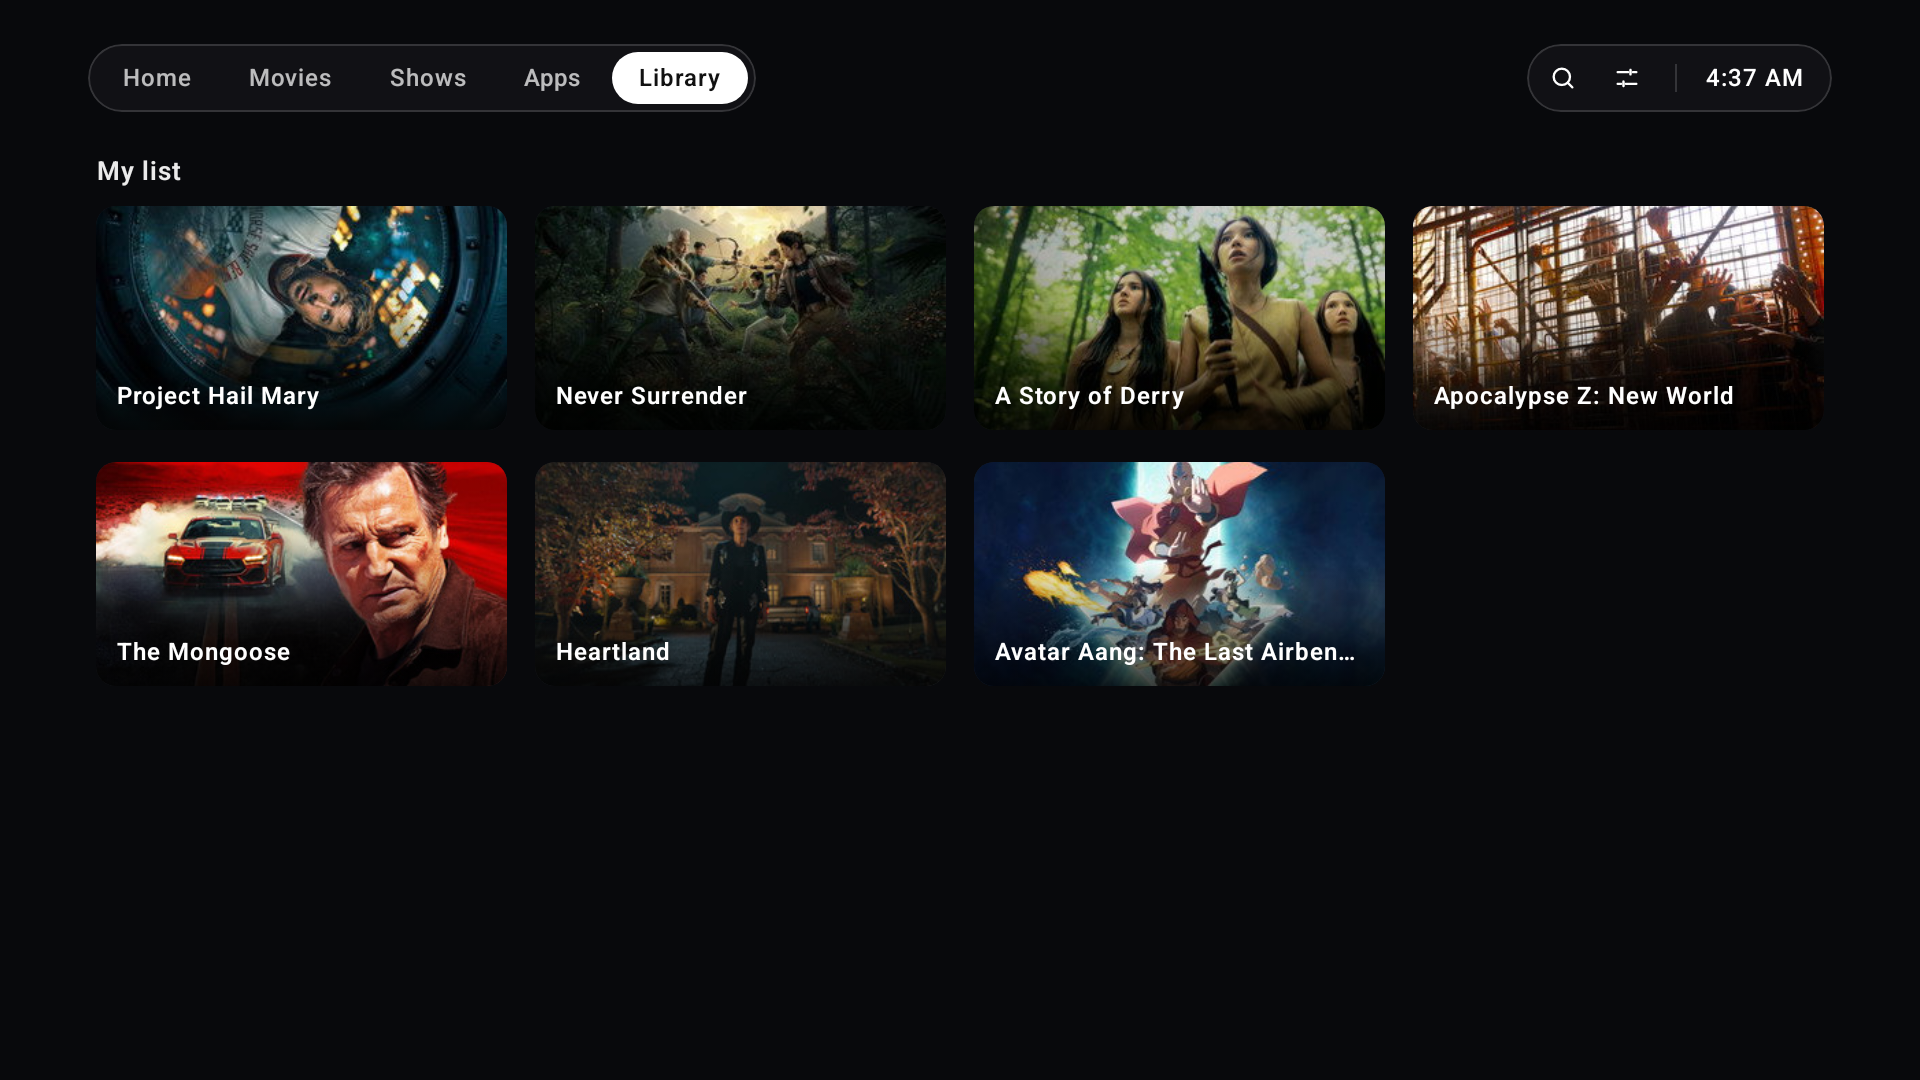 Home Movies Shows Apps Library 4:37 AM
My list
Project Hail Mary
Never Surrender
A Story of Derry
Apocalypse Z: New World
The Mongoose
Heartland
Avatar Aang: The Last Airben…